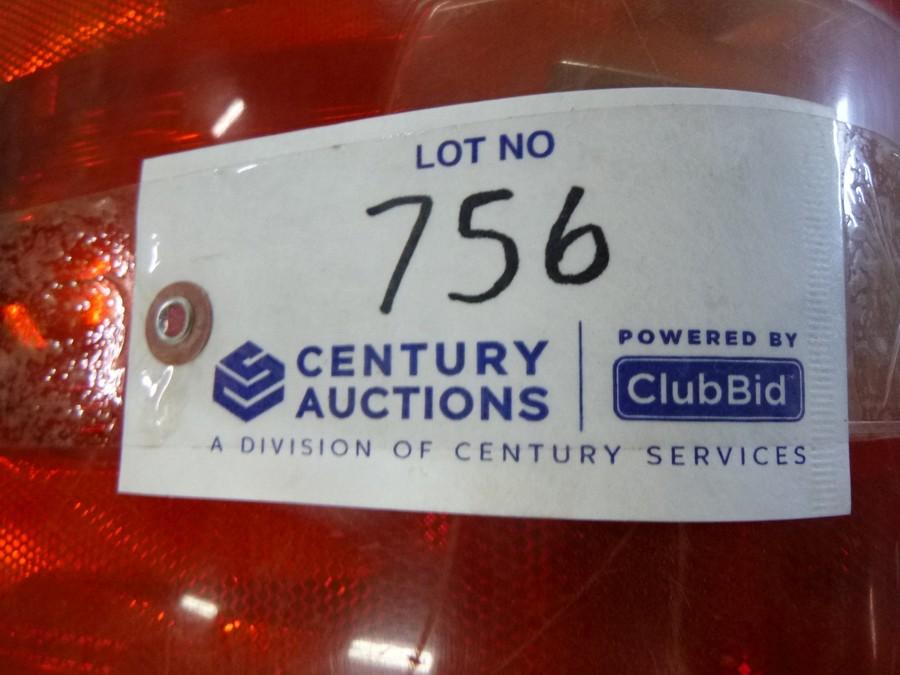 LOT NO
756
CENTURY
AUCTIONS
POWERED BY
ClubBid
A DIVISION OF CENTURY SERVICES